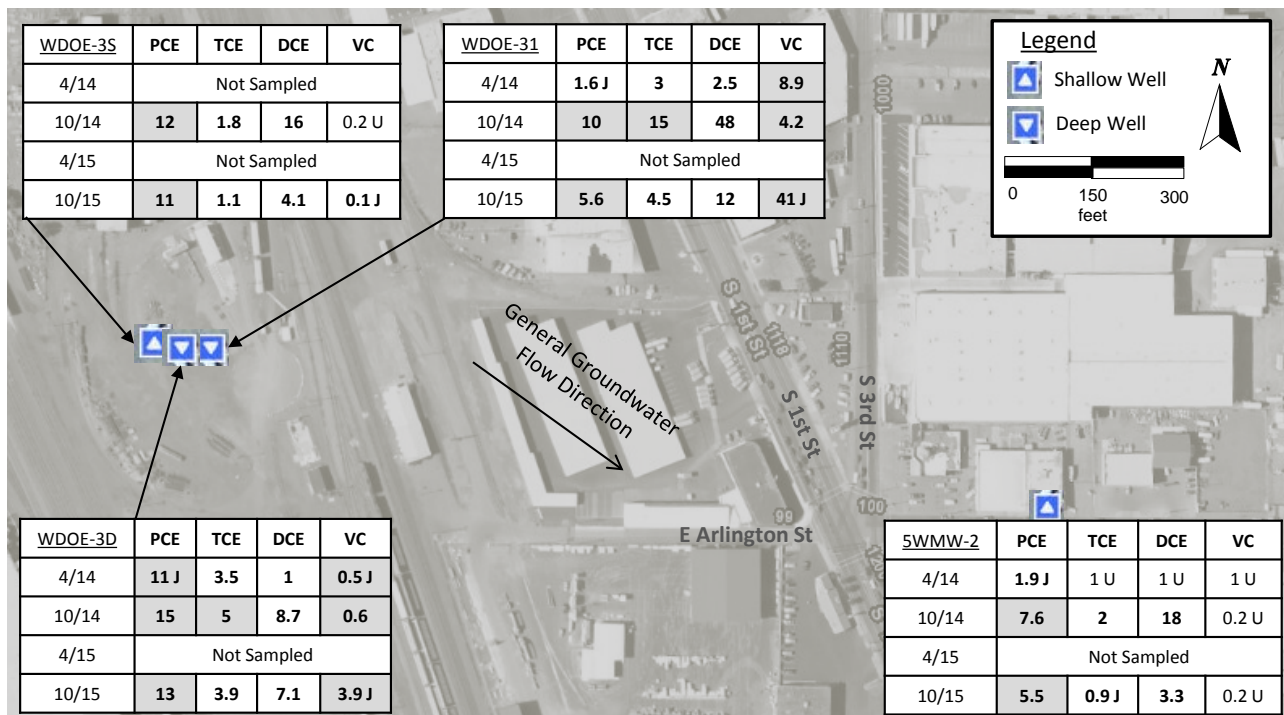 WDOE-3S PCE TCE DCE VC
4/14 Not Sampled
10/14 12 1.8 16 0.2 U
4/15 Not Sampled
10/15 11 1.1 4.1 0.1 J
WDOE-31 PCE TCE DCE VC
4/14 1.6 J 3 2.5 8.9
10/14 10 15 48 4.2
4/15 Not Sampled
10/15 5.6 4.5 12 41 J
Legend
Shallow Well
Deep Well
N
0 150 300
feet
1000
General Groundwater
Flow Direction
S 1st St
1118
1110
S 1st St
S 3rd St
100
99
E Arlington St
WDOE-3D PCE TCE DCE VC
4/14 11 J 3.5 1 0.5 J
10/14 15 5 8.7 0.6
4/15 Not Sampled
10/15 13 3.9 7.1 3.9 J
5WMW-2 PCE TCE DCE VC
4/14 1.9 J 1 U 1 U 1 U
10/14 7.6 2 18 0.2 U
4/15 Not Sampled
10/15 5.5 0.9 J 3.3 0.2 U